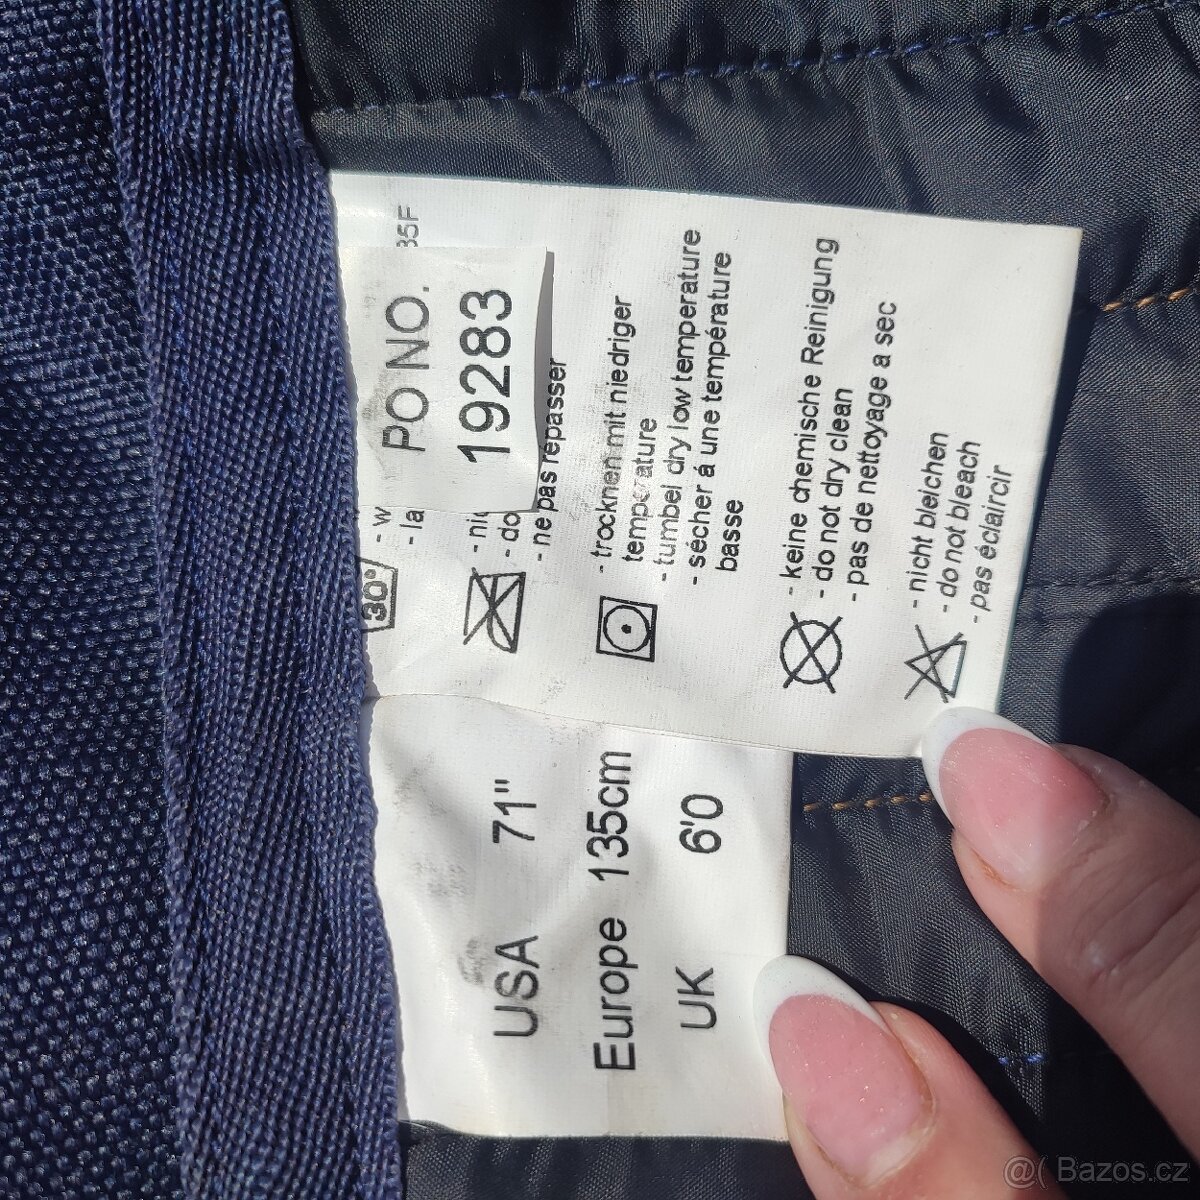 35F
PO NO.
19283
30°
- ne pas repasser
- trocknen mit niedriger
temperature
- tumbel dry low temperature
- sécher á une température
basse
- keine chemische Reinigung
- do not dry clean
- pas de nettoyage a sec
- nicht bleichen
- do not bleach
- pas éclaircir
USA 71"
Europe 135cm
UK 6'0
@( Bazos.cz